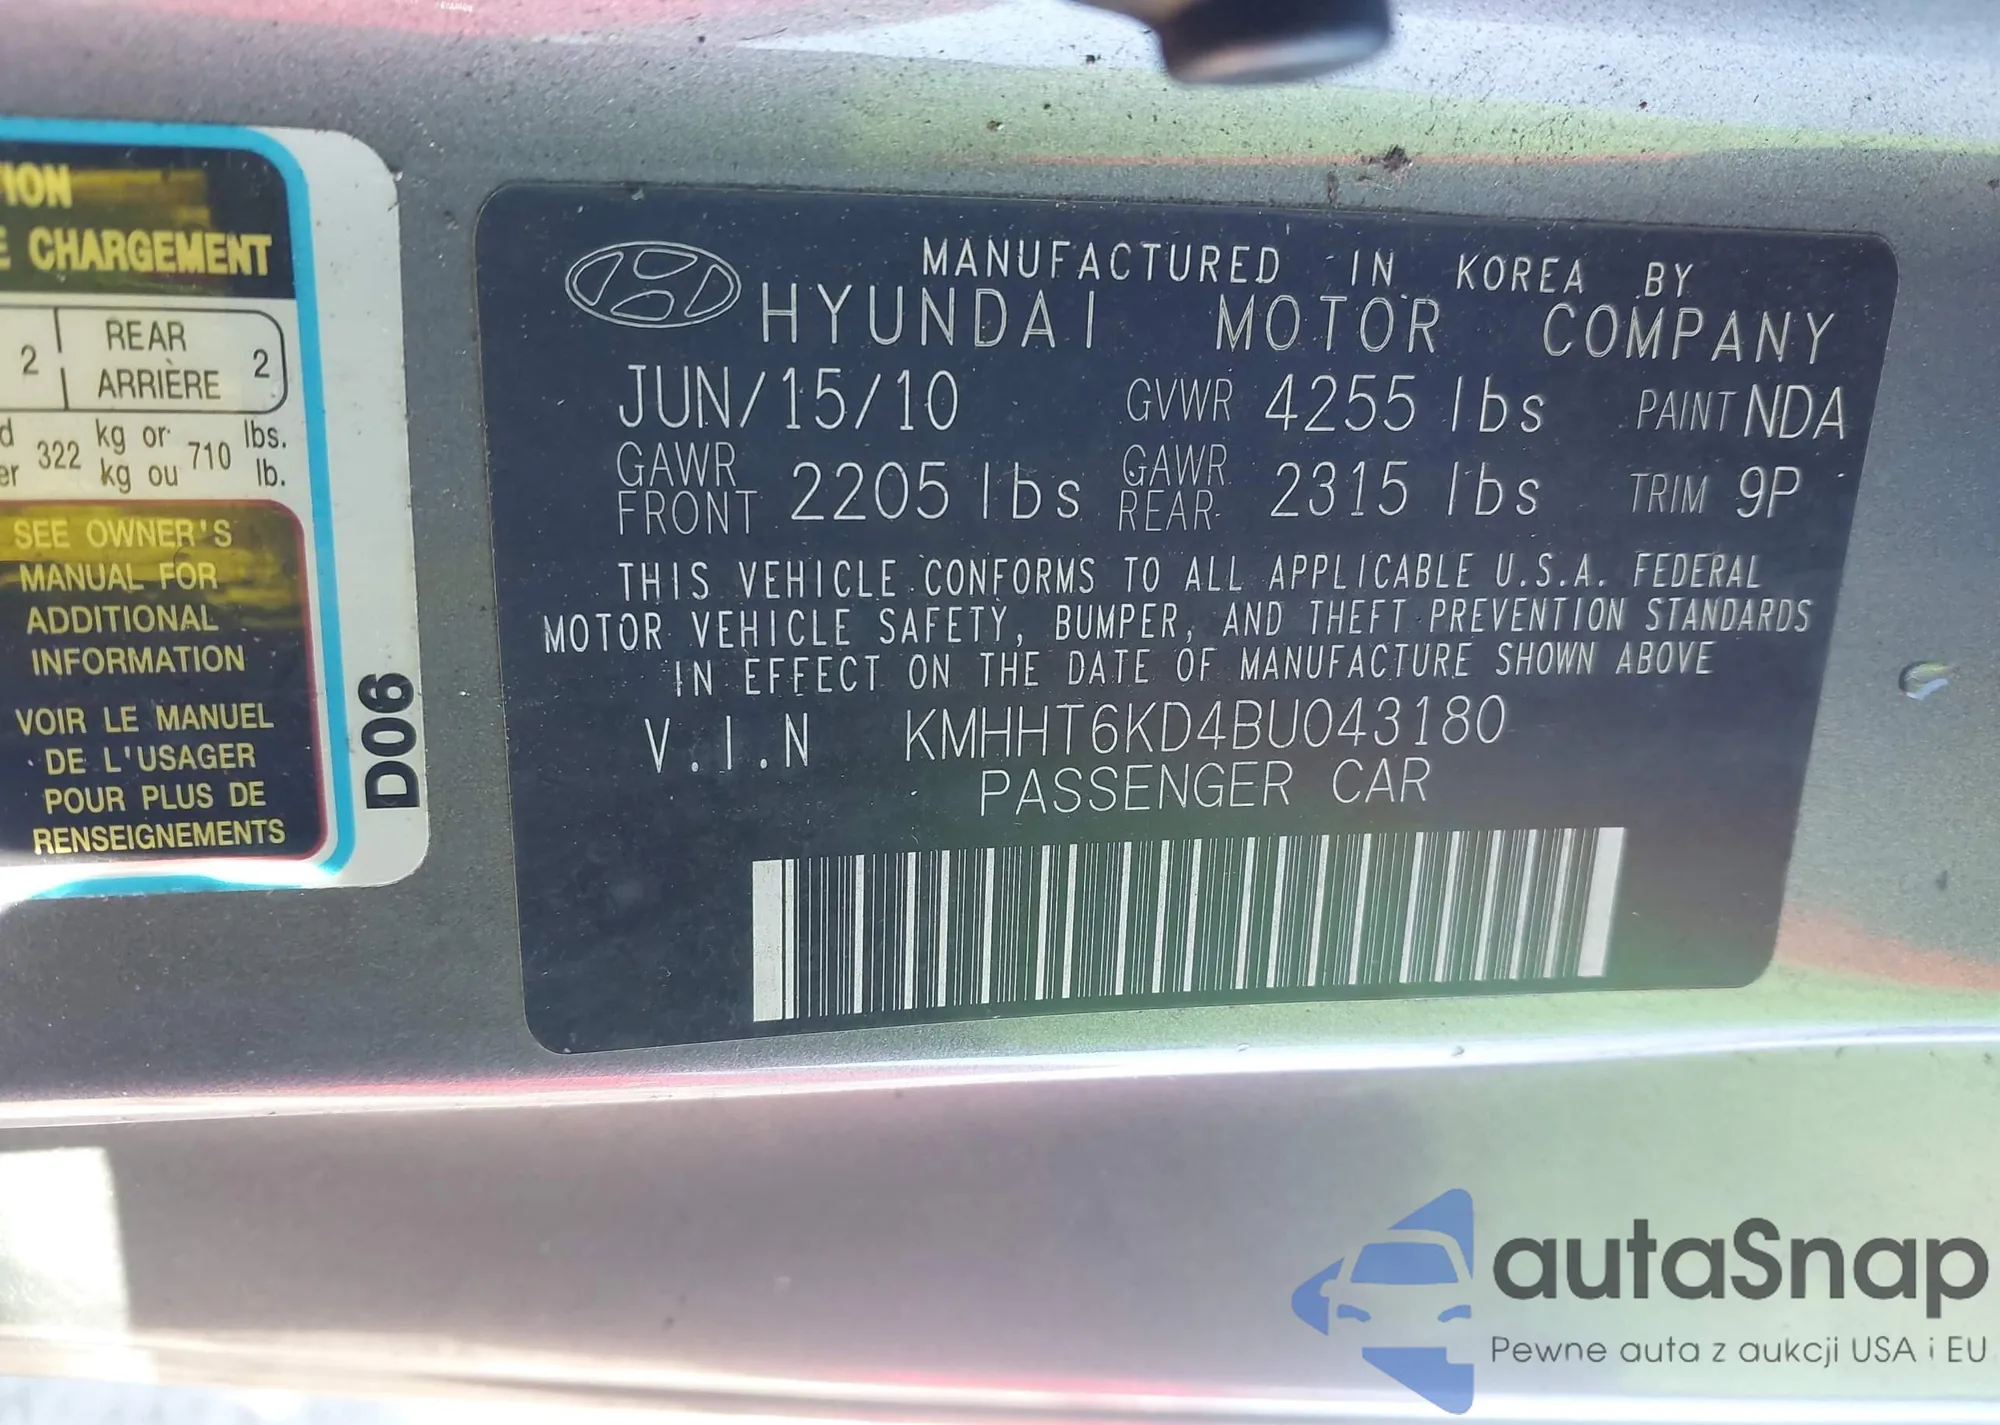 TION
E CHARGEMENT
2 REAR 2
ARRIÈRE
d 322 kg or 710 lbs.
er kg ou lb.
SEE OWNER'S
MANUAL FOR
ADDITIONAL
INFORMATION
VOIR LE MANUEL
DE L'USAGER
POUR PLUS DE
RENSEIGNEMENTS
D06
MANUFACTURED IN KOREA BY
HYUNDAI MOTOR COMPANY
JUN/15/10 GVWR 4255 lbs PAINT NDA
GAWR FRONT 2205 lbs GAWR REAR 2315 lbs TRIM 9P
THIS VEHICLE CONFORMS TO ALL APPLICABLE U.S.A. FEDERAL
MOTOR VEHICLE SAFETY, BUMPER, AND THEFT PREVENTION STANDARDS
IN EFFECT ON THE DATE OF MANUFACTURE SHOWN ABOVE
V.I.N KMHHT6KD4BU043180
PASSENGER CAR
autaSnap
Pewne auta z aukcji USA i EU